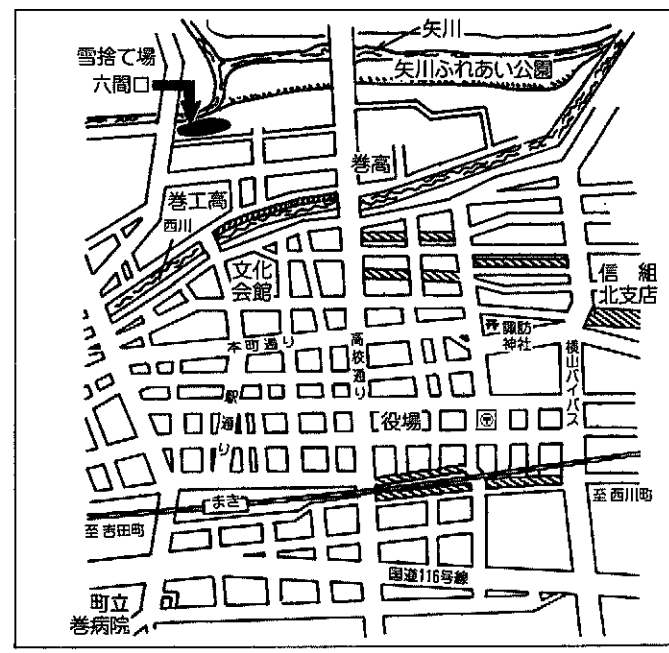 矢川
雪捨て場
六間口
矢川ふれあい公園
巻高
巻工高
西川
文化
会館
信組
北支店
諏訪
神社
本町通り
高校通り
横山バイパス
駅通り
役場
〒
まき
至吉田町
至西川町
国道116号線
町立
巻病院